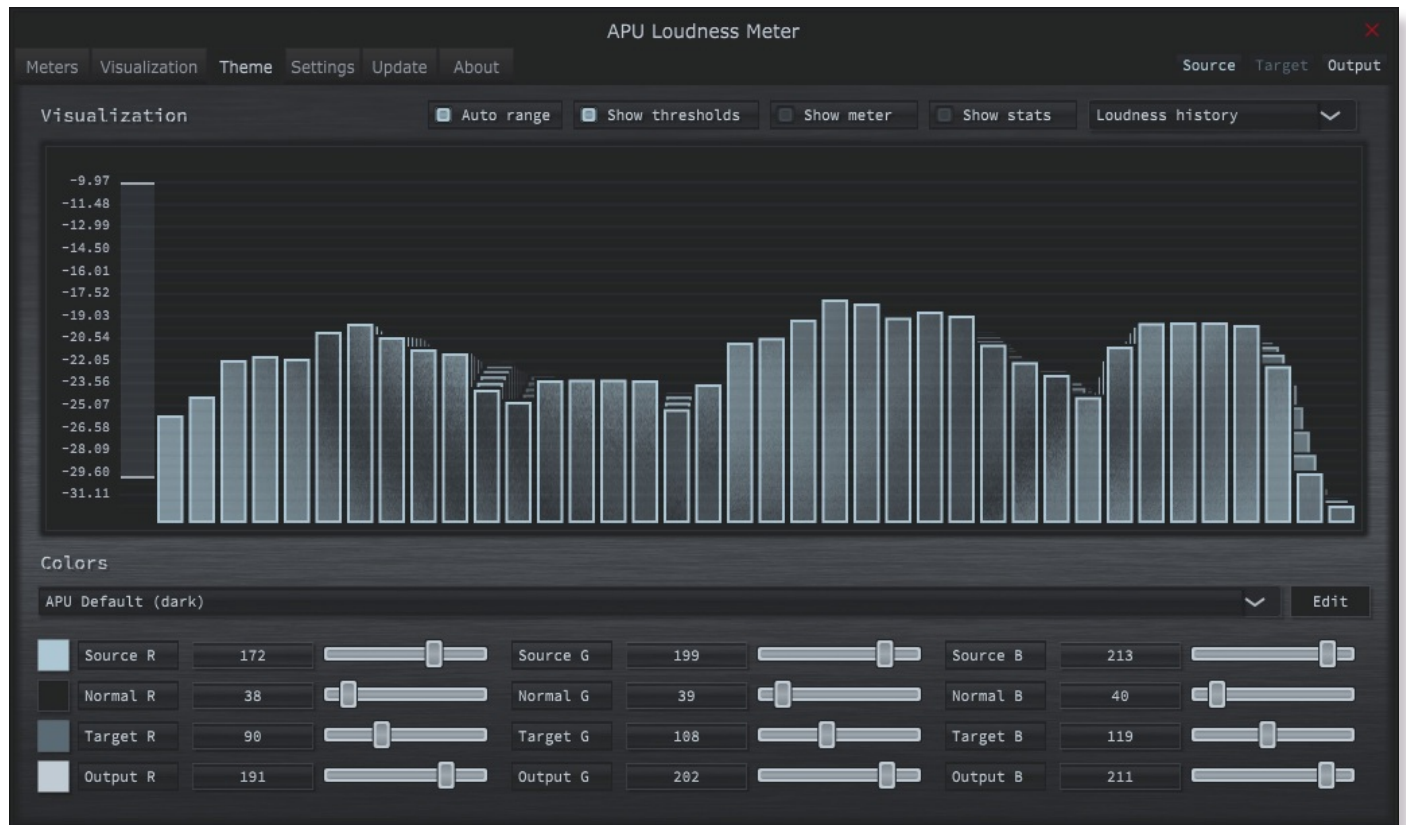 APU Loudness Meter
Meters Visualization Theme Settings Update About Source Target Output
Visualization Auto range Show thresholds Show meter Show stats Loudness history
-9.97
-11.48
-12.99
-14.50
-16.01
-17.52
-19.03
-20.54
-22.05
-23.56
-25.07
-26.58
-28.09
-29.60
-31.11
Colors
APU Default (dark) Edit
Source R 172 Source G 199 Source B 213
Normal R 38 Normal G 39 Normal B 40
Target R 90 Target G 108 Target B 119
Output R 191 Output G 202 Output B 211